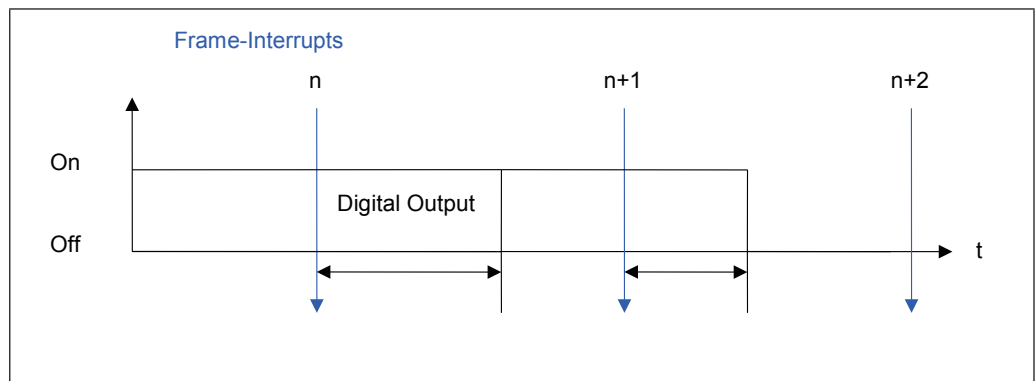 Frame-Interrupts
n n+1 n+2
On
Digital Output
Off
t